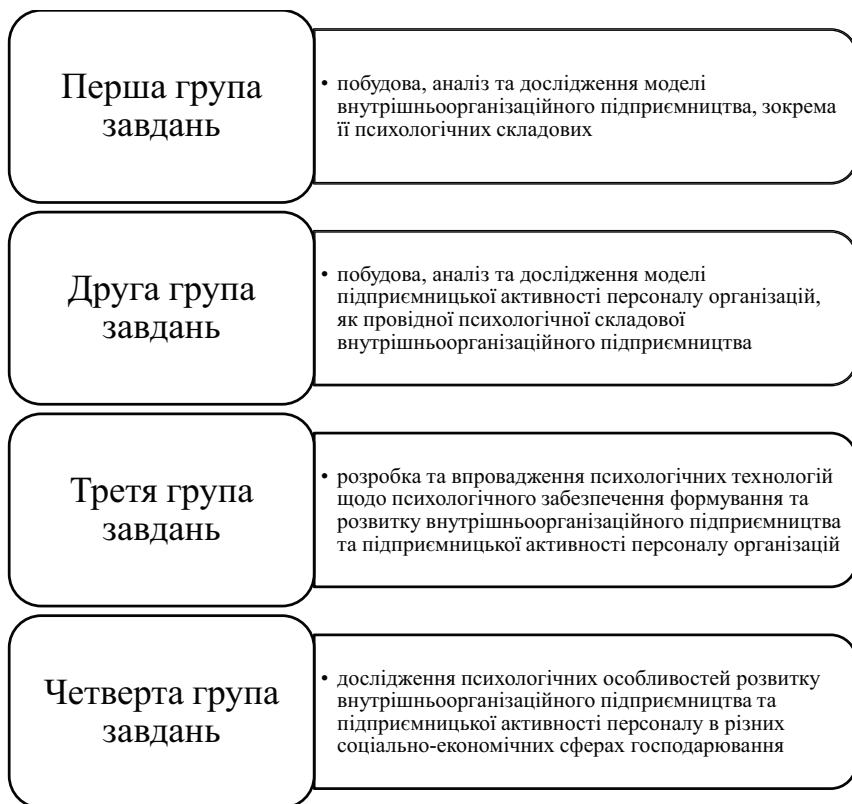 Перша група
завдань
• побудова, аналіз та дослідження моделі
внутрішньоорганізаційного підприємництва, зокрема
її психологічних складових
Друга група
завдань
• побудова, аналіз та дослідження моделі
підприємницької активності персоналу організацій,
як провідної психологічної складової
внутрішньоорганізаційного підприємництва
Третя група
завдань
• розробка та впровадження психологічних технологій
щодо психологічного забезпечення формування та
розвитку внутрішньоорганізаційного підприємництва
та підприємницької активності персоналу організацій
Четверта група
завдань
• дослідження психологічних особливостей розвитку
внутрішньоорганізаційного підприємництва та
підприємницької активності персоналу в різних
соціально-економічних сферах господарювання